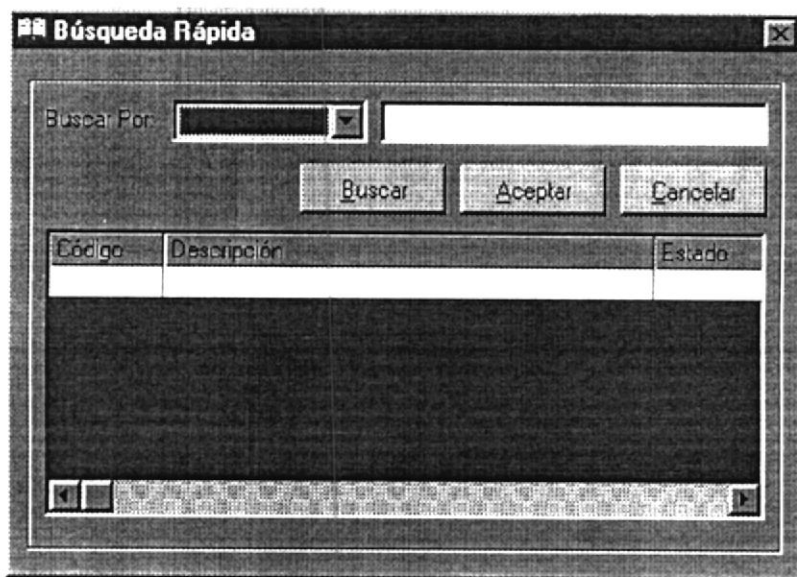 Búsqueda Rápida
Buscar Por:
Buscar Aceptar Cancelar
Código Descripción Estado